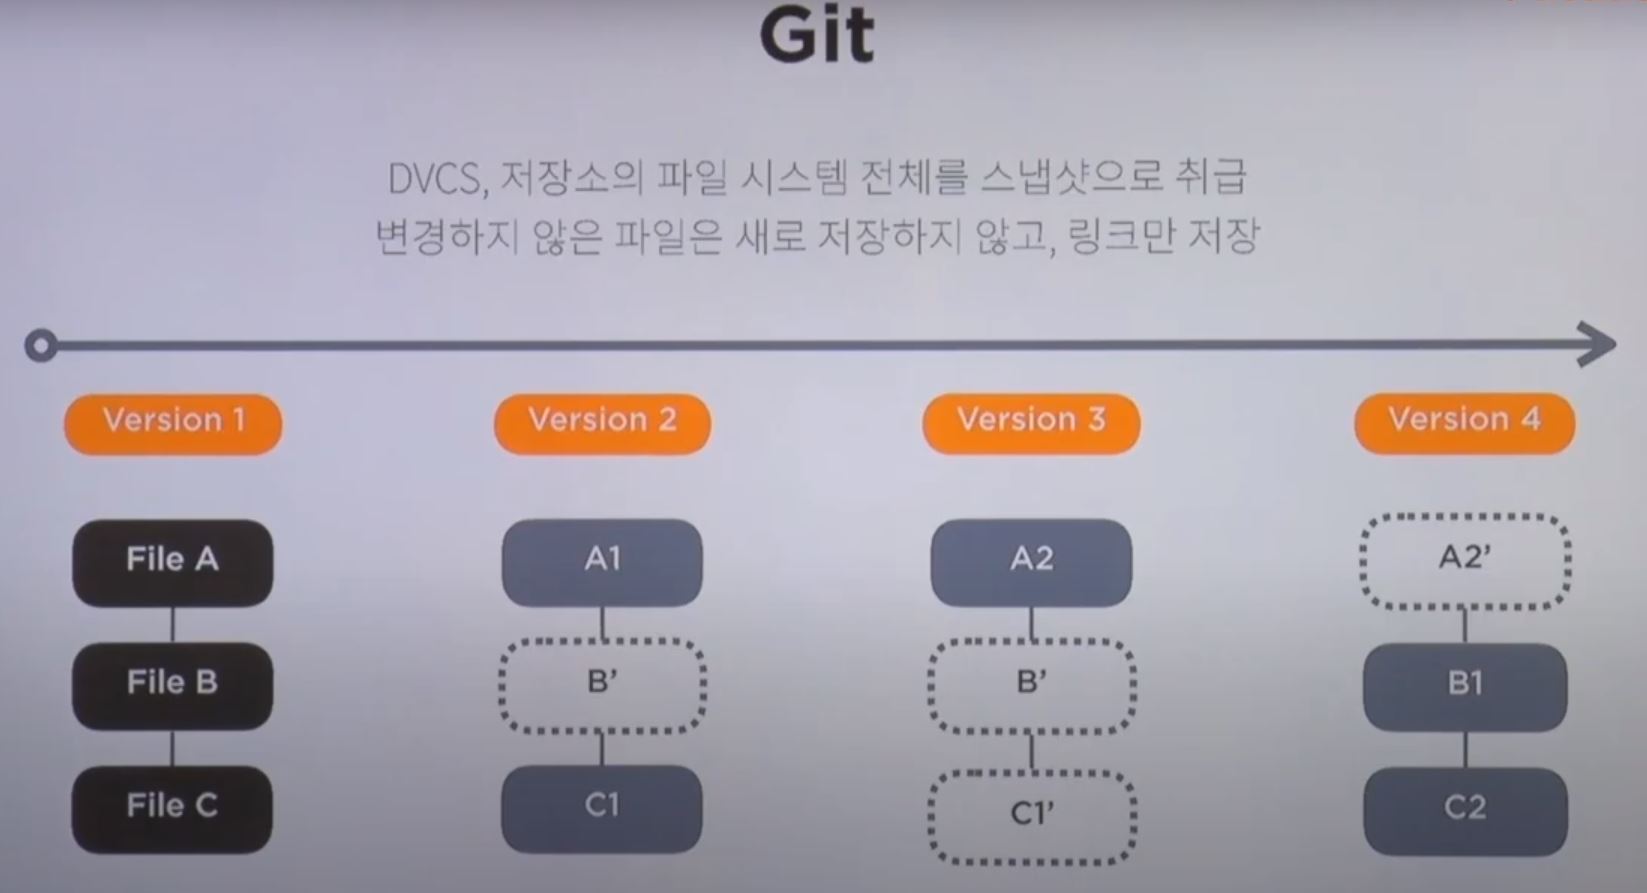 Git
DVCS, 저장소의 파일 시스템 전체를 스냅샷으로 취급
변경하지 않은 파일은 새로 저장하지 않고, 링크만 저장
Version 1
Version 2
Version 3
Version 4
File A
A1
A2
A2’
File B
B’
B’
B1
File C
C1
C1’
C2